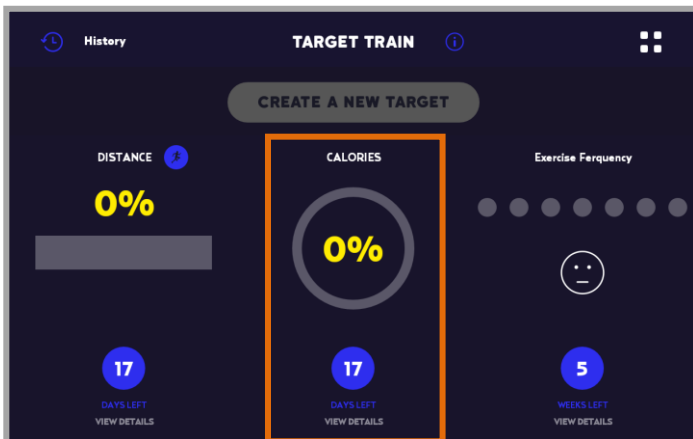 History
TARGET TRAIN
CREATE A NEW TARGET
DISTANCE
CALORIES
Exercise Ferquency
0%
0%
17
17
5
DAYS LEFT
DAYS LEFT
WEEKS LEFT
VIEW DETAILS
VIEW DETAILS
VIEW DETAILS